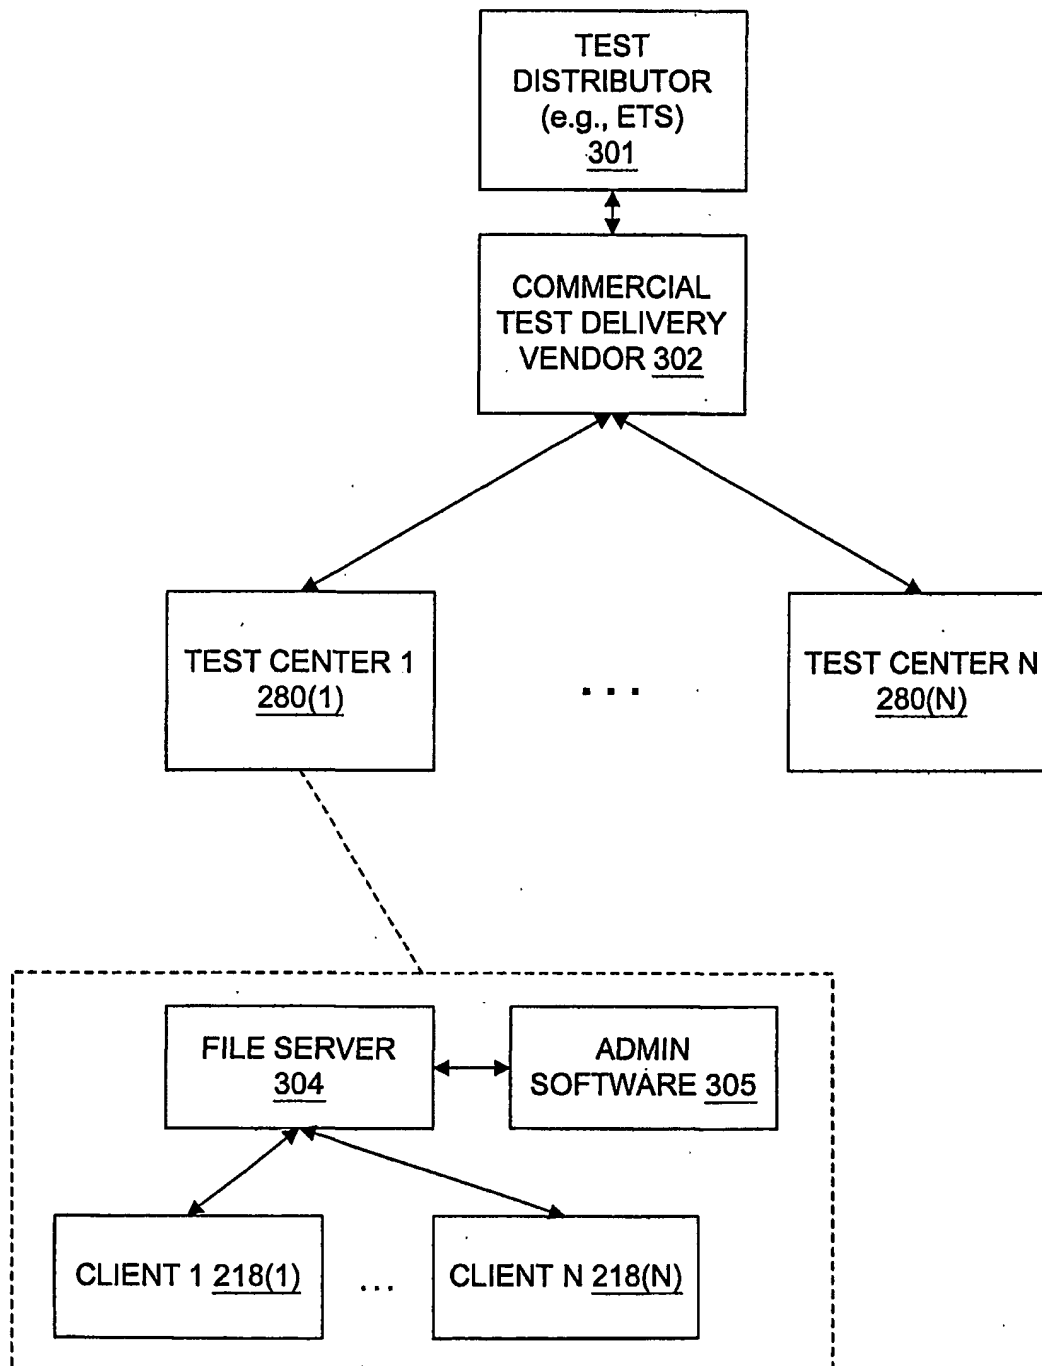 TEST
DISTRIBUTOR
(e.g., ETS)
301
COMMERCIAL
TEST DELIVERY
VENDOR 302
TEST CENTER 1
280(1)
...
TEST CENTER N
280(N)
FILE SERVER
304
ADMIN
SOFTWARE 305
CLIENT 1 218(1)
...
CLIENT N 218(N)